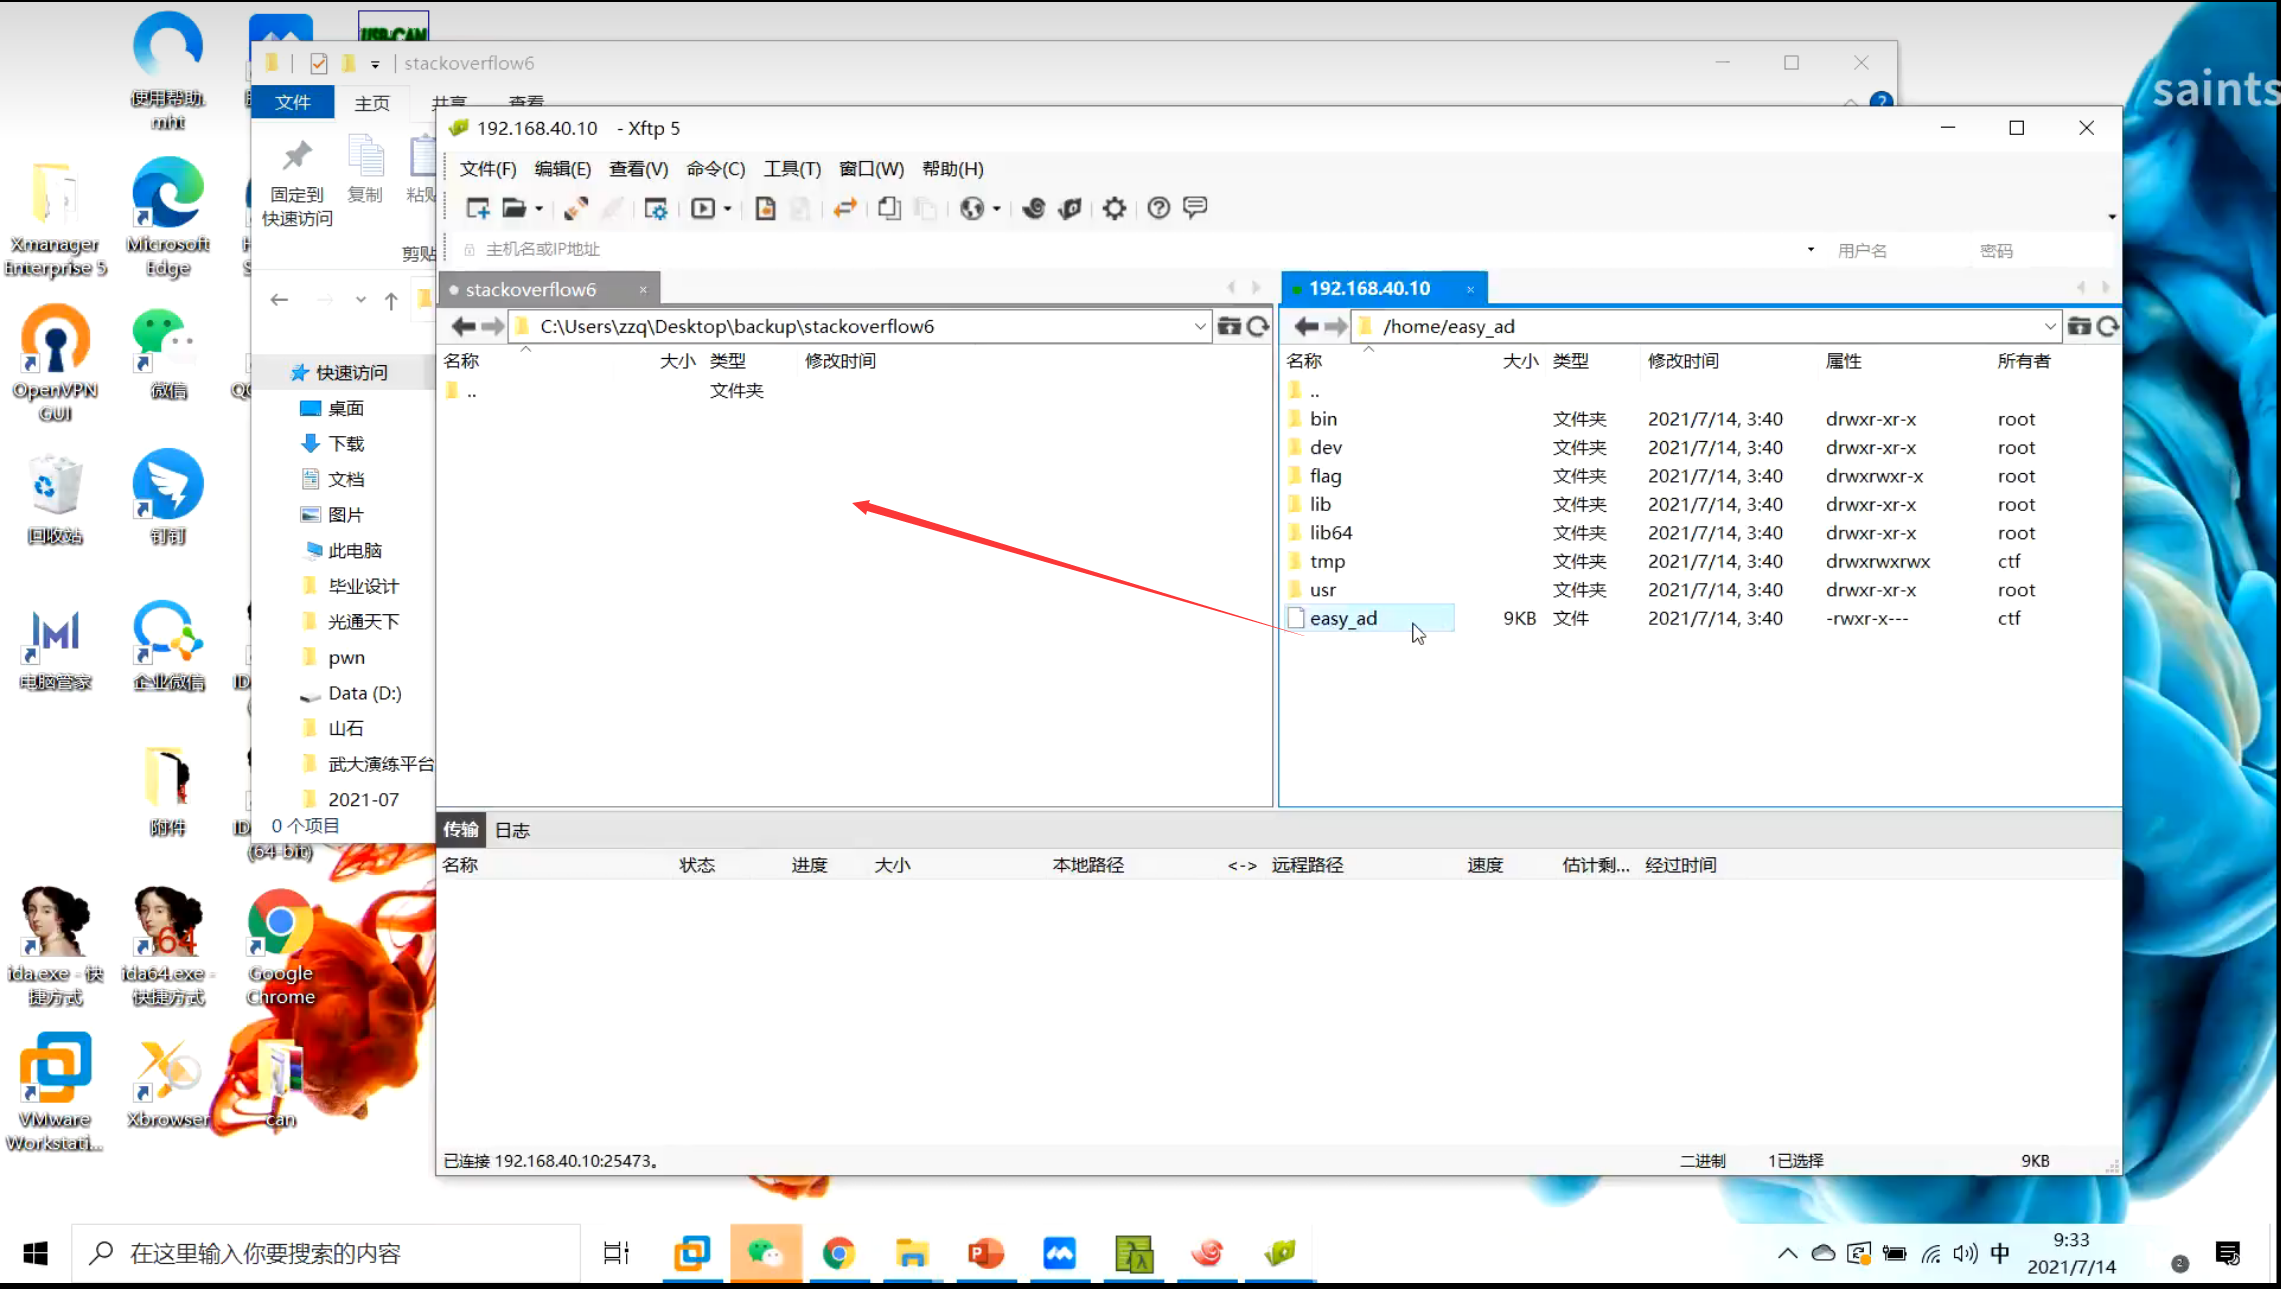 使用帮助.
mht
USB-CAM
stackoverflow6
文件 主页 共享 查看
固定到
快速访问
复制
剪贴
saints
192.168.40.10 - Xftp 5
文件(F) 编辑(E) 查看(V) 命令(C) 工具(T) 窗口(W) 帮助(H)
主机名或IP地址 用户名 密码
stackoverflow6
192.168.40.10
C:\Users\zzq\Desktop\backup\stackoverflow6
/home/easy_ad
名称 大小 类型 修改时间
.. 文件夹
名称 大小 类型 修改时间 属性 所有者
..
bin 文件夹 2021/7/14, 3:40 drwxr-xr-x root
dev 文件夹 2021/7/14, 3:40 drwxr-xr-x root
flag 文件夹 2021/7/14, 3:40 drwxrwxr-x root
lib 文件夹 2021/7/14, 3:40 drwxr-xr-x root
lib64 文件夹 2021/7/14, 3:40 drwxr-xr-x root
tmp 文件夹 2021/7/14, 3:40 drwxrwxrwx ctf
usr 文件夹 2021/7/14, 3:40 drwxr-xr-x root
easy_ad 9KB 文件 2021/7/14, 3:40 -rwxr-x--- ctf
快速访问
桌面
下载
文档
图片
此电脑
毕业设计
光通天下
pwn
Data (D:)
山石
武大演练平台
2021-07
0 个项目
传输 日志
名称 状态 进度 大小 本地路径 <-> 远程路径 速度 估计剩... 经过时间
已连接 192.168.40.10:25473。 二进制 1已选择 9KB
Xmanager
Enterprise 5
Microsoft
Edge
OpenVPN
GUI
微信
回收站
钉钉
电脑管家
企业微信
附件
(64-bit)
ida.exe - 快
捷方式
64
ida64.exe -
快捷方式
Google
Chrome
VMware
Workstati...
Xbrowser
can
在这里输入你要搜索的内容
中
9:33
2021/7/14
2